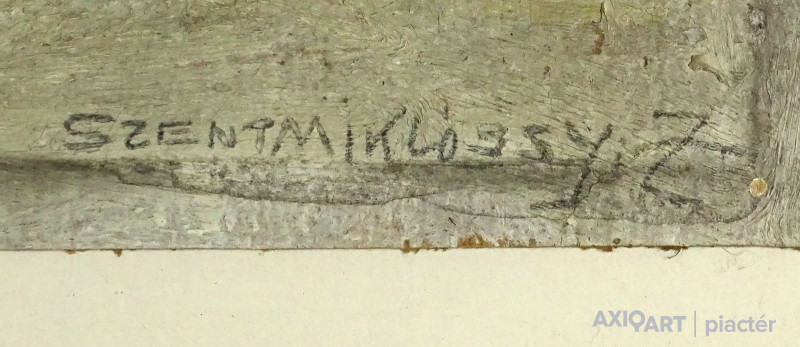 SZENTMIKLÓSSY Z
AXIOART | piactér